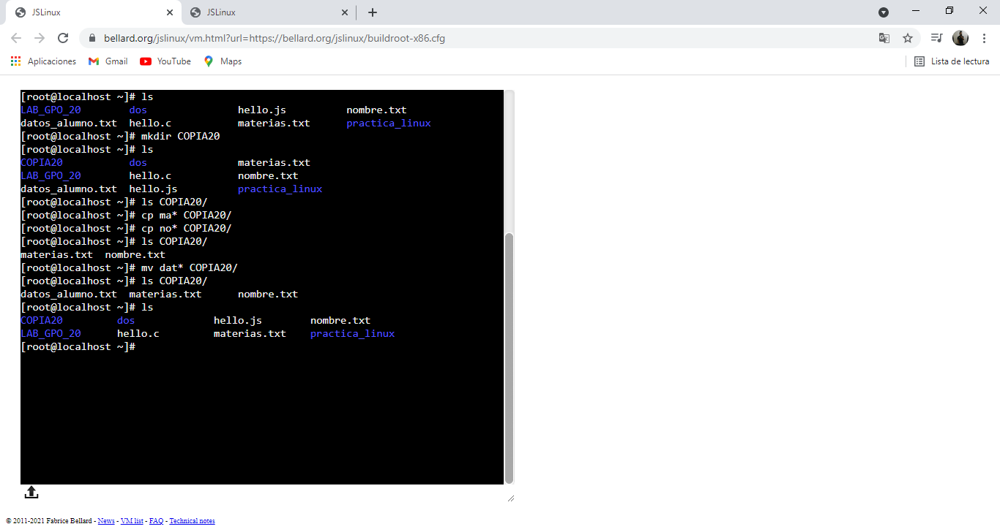 JSLinux
JSLinux
bellard.org/jslinux/vm.html?url=https://bellard.org/jslinux/buildroot-x86.cfg
Aplicaciones Gmail YouTube Maps Lista de lectura
[root@localhost ~]# ls
LAB_GPO_20 dos hello.js nombre.txt
datos_alumno.txt hello.c materias.txt practica_linux
[root@localhost ~]# mkdir COPIA20
[root@localhost ~]# ls
COPIA20 dos materias.txt
LAB_GPO_20 hello.c nombre.txt
datos_alumno.txt hello.js practica_linux
[root@localhost ~]# ls COPIA20/
[root@localhost ~]# cp ma* COPIA20/
[root@localhost ~]# cp no* COPIA20/
[root@localhost ~]# ls COPIA20/
materias.txt nombre.txt
[root@localhost ~]# mv dat* COPIA20/
[root@localhost ~]# ls COPIA20/
datos_alumno.txt materias.txt nombre.txt
[root@localhost ~]# ls
COPIA20 dos hello.js nombre.txt
LAB_GPO_20 hello.c materias.txt practica_linux
[root@localhost ~]#
© 2011-2021 Fabrice Bellard - News - VM list - FAQ - Technical notes